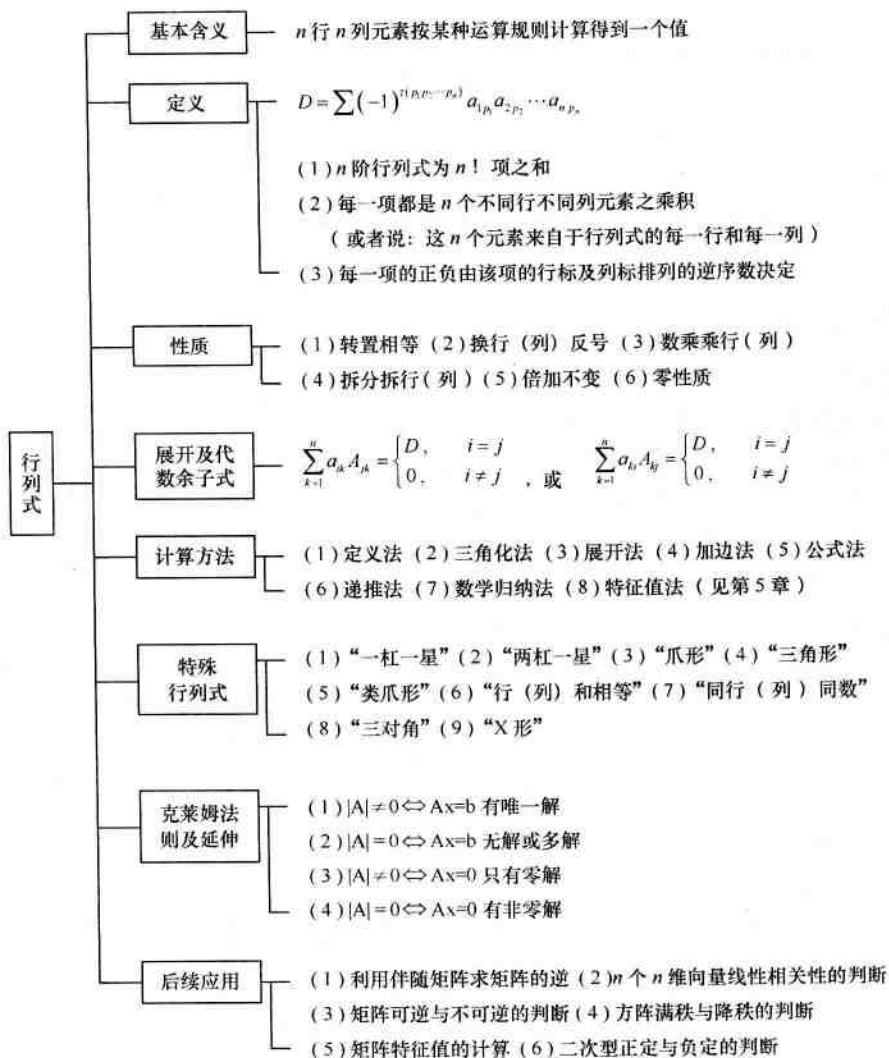 行列式
基本含义
n 行 n 列元素按某种运算规则计算得到一个值
定义
D=∑(-1)^{τ(p₁p₂⋯pₙ)} a_{1p₁}a_{2p₂}⋯a_{npₙ}
(1) n 阶行列式为 n！项之和
(2) 每一项都是 n 个不同行不同列元素之乘积
（或者说：这 n 个元素来自于行列式的每一行和每一列）
(3) 每一项的正负由该项的行标及列标排列的逆序数决定
性质
(1) 转置相等 (2) 换行（列）反号 (3) 数乘乘行（列）
(4) 拆分拆行（列）(5) 倍加不变 (6) 零性质
展开及代
数余子式
\sum_{k=1}^{n} a_{ik}A_{jk} = \begin{cases} D, & i=j \\ 0, & i≠j \end{cases}，或 \sum_{k=1}^{n} a_{ki}A_{kj} = \begin{cases} D, & i=j \\ 0, & i≠j \end{cases}
计算方法
(1) 定义法 (2) 三角化法 (3) 展开法 (4) 加边法 (5) 公式法
(6) 递推法 (7) 数学归纳法 (8) 特征值法（见第 5 章）
特殊
行列式
(1)“一杠一星”(2)“两杠一星”(3)“爪形”(4)“三角形”
(5)“类爪形”(6)“行（列）和相等”(7)“同行（列）同数”
(8)“三对角”(9)“X 形”
克莱姆法
则及延伸
(1) |A|≠0⇔Ax=b 有唯一解
(2) |A|=0⇔Ax=b 无解或多解
(3) |A|≠0⇔Ax=0 只有零解
(4) |A|=0⇔Ax=0 有非零解
后续应用
(1) 利用伴随矩阵求矩阵的逆 (2) n 个 n 维向量线性相关性的判断
(3) 矩阵可逆与不可逆的判断 (4) 方阵满秩与降秩的判断
(5) 矩阵特征值的计算 (6) 二次型正定与负定的判断